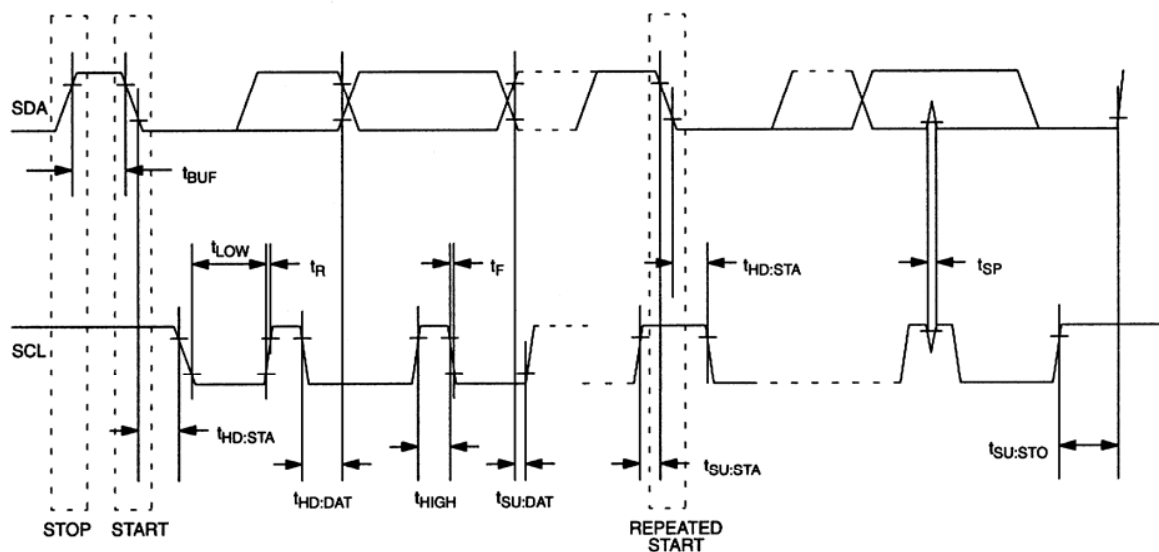 SDA
tBUF
tLOW
tR
tF
tHD:STA
tSP
SCL
tHD:STA
tHD:DAT
tHIGH
tSU:DAT
tSU:STA
tSU:STO
STOP
START
REPEATED
START